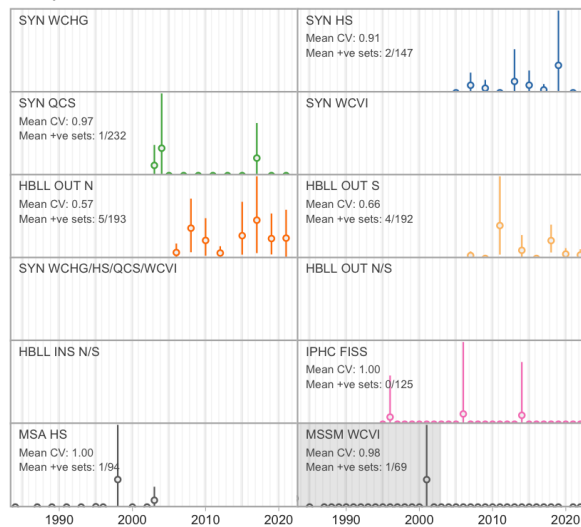 SYN WCHG
SYN HS
Mean CV: 0.91
Mean +ve sets: 2/147
SYN QCS
Mean CV: 0.97
Mean +ve sets: 1/232
SYN WCVI
HBLL OUT N
Mean CV: 0.57
Mean +ve sets: 5/193
HBLL OUT S
Mean CV: 0.66
Mean +ve sets: 4/192
SYN WCHG/HS/QCS/WCVI
HBLL OUT N/S
HBLL INS N/S
IPHC FISS
Mean CV: 1.00
Mean +ve sets: 0/125
MSA HS
Mean CV: 1.00
Mean +ve sets: 1/94
MSSM WCVI
Mean CV: 0.98
Mean +ve sets: 1/69
1990 2000 2010 2020 1990 2000 2010 2020